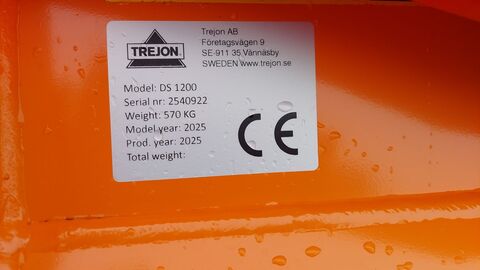 TREJON
Trejon AB
Företagsvägen 9
SE-911 35 Vännäsby
SWEDEN www.trejon.se
Model: DS 1200
Serial nr: 2540922
Weight: 570 KG
Model year: 2025
Prod. year: 2025
Total weight:
CE